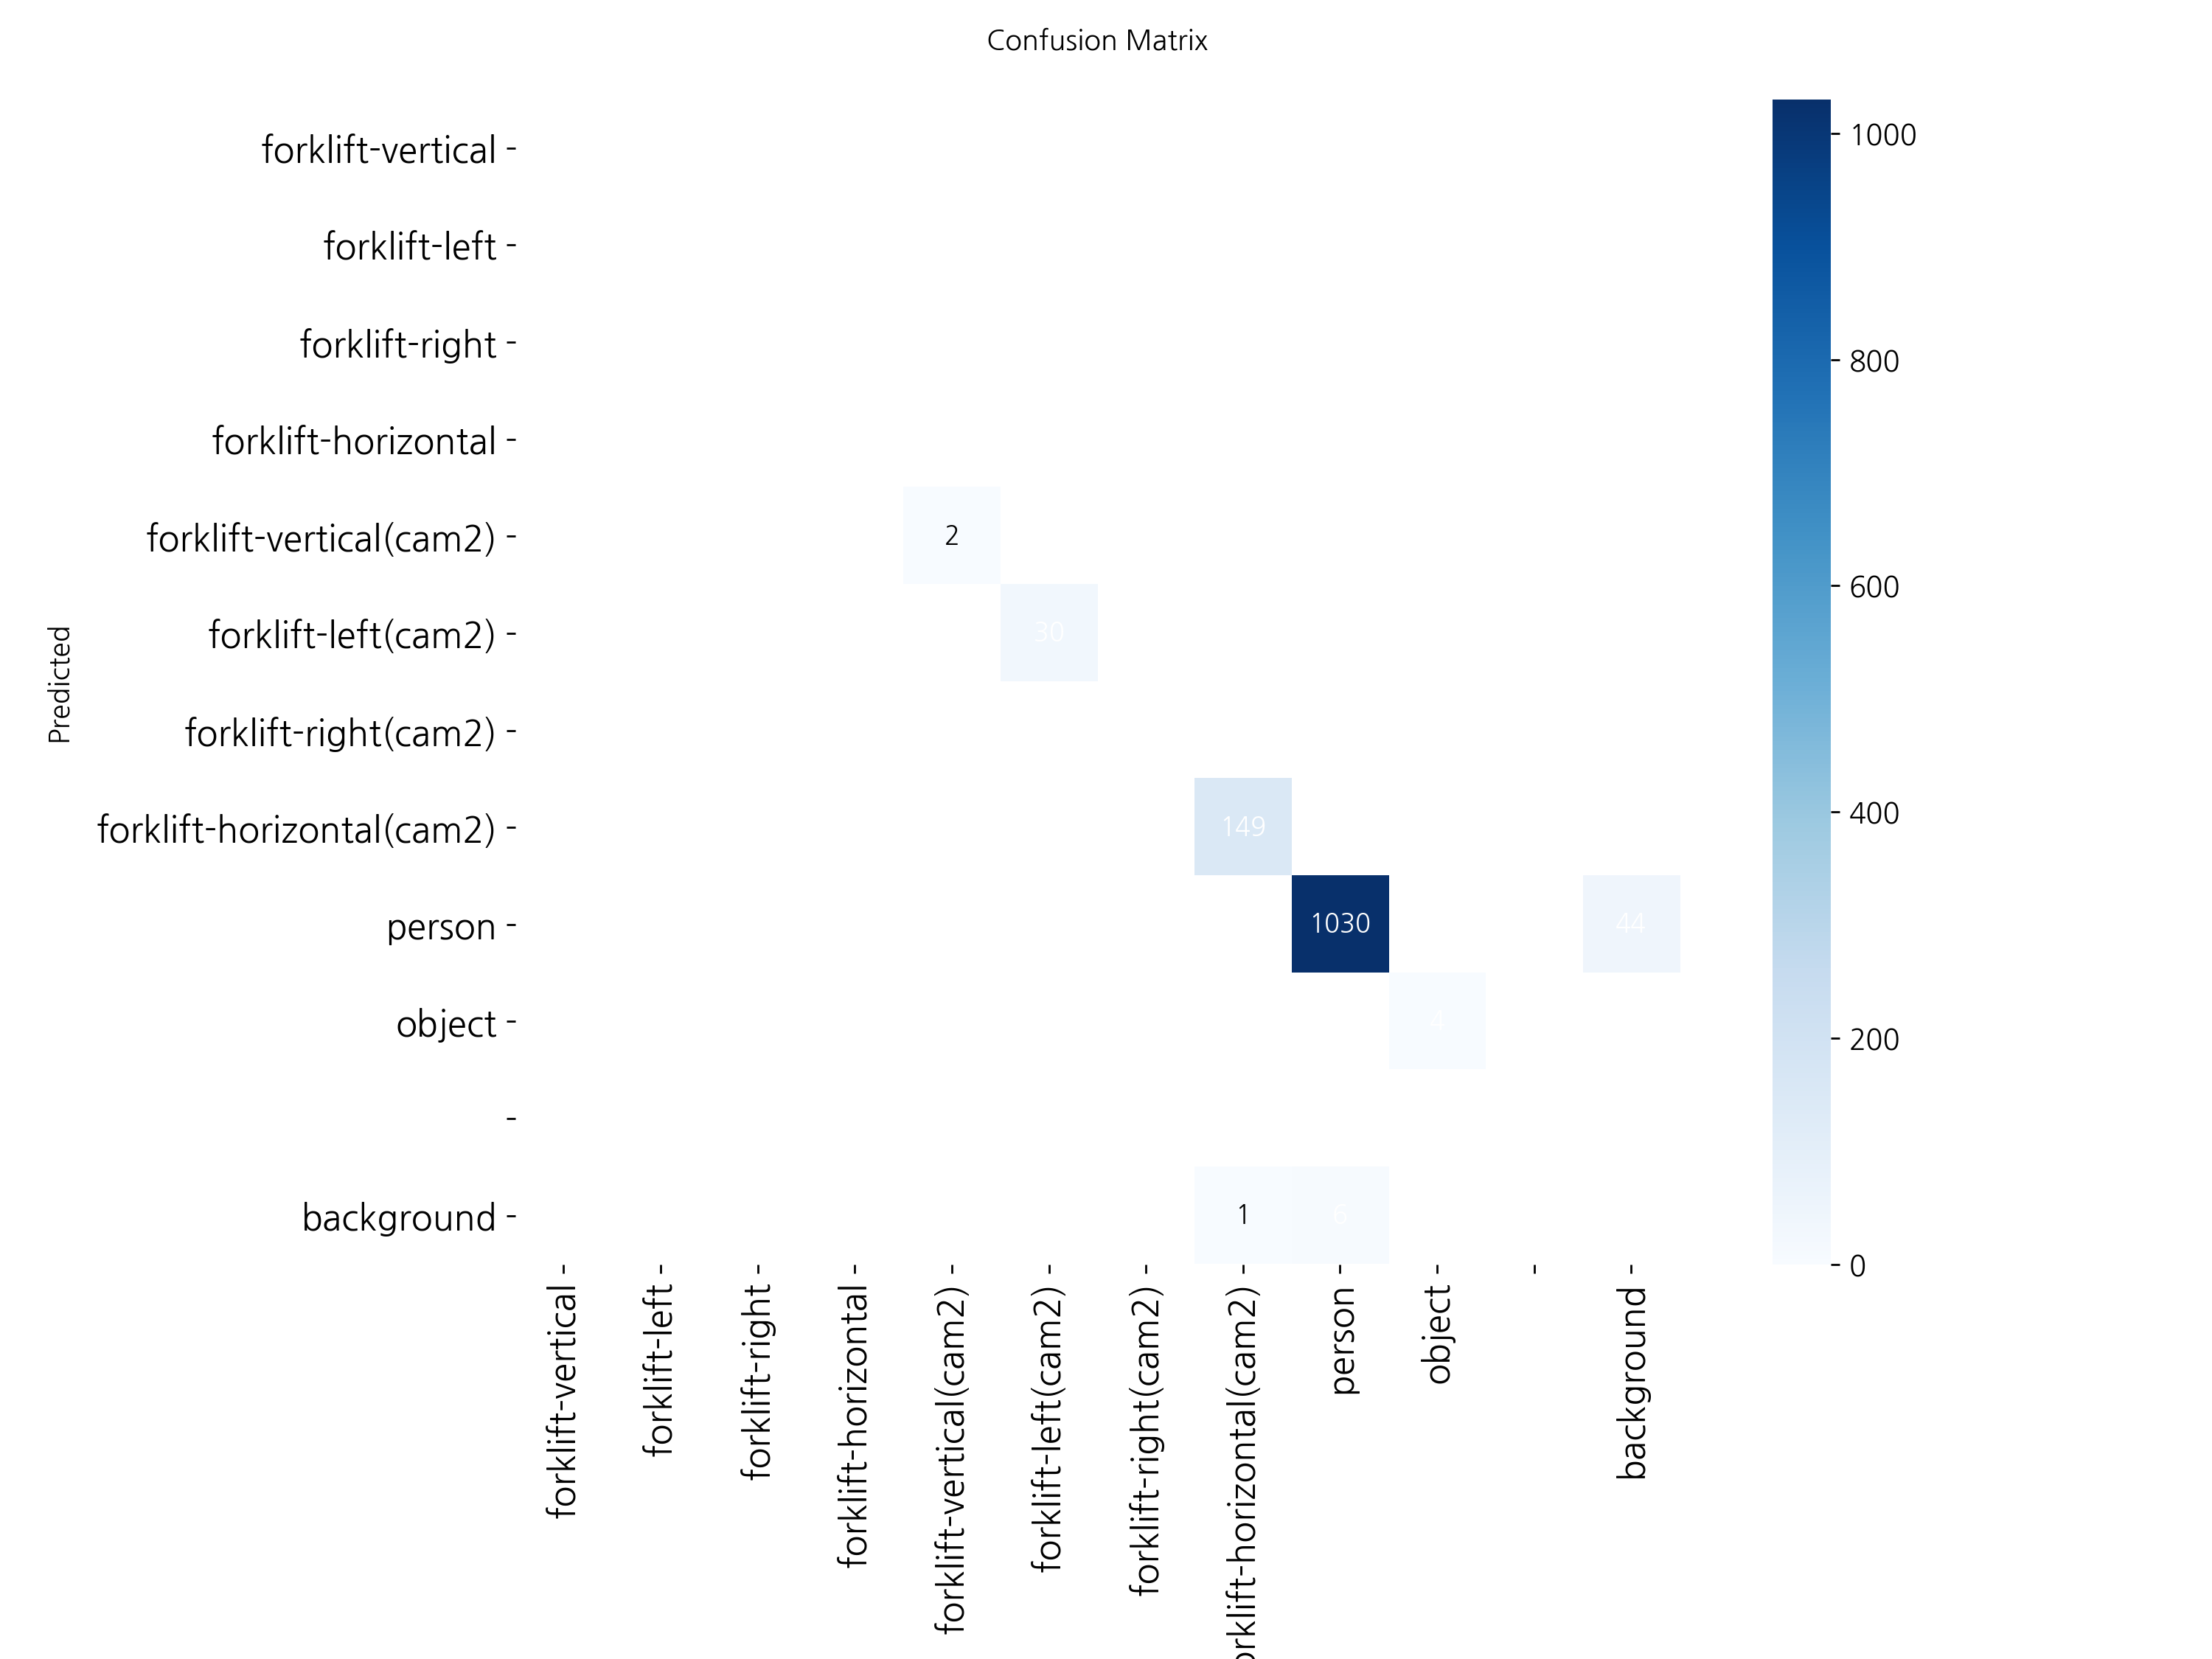 Confusion Matrix
forklift-vertical
forklift-left
forklift-right
forklift-horizontal
forklift-vertical(cam2)
forklift-left(cam2)
forklift-right(cam2)
forklift-horizontal(cam2)
person
object
background
Predicted
2
30
149
1030
44
4
1
6
forklift-vertical
forklift-left
forklift-right
forklift-horizontal
forklift-vertical(cam2)
forklift-left(cam2)
forklift-right(cam2)
orklift-horizontal(cam2)
person
object
background
1000
800
600
400
200
0